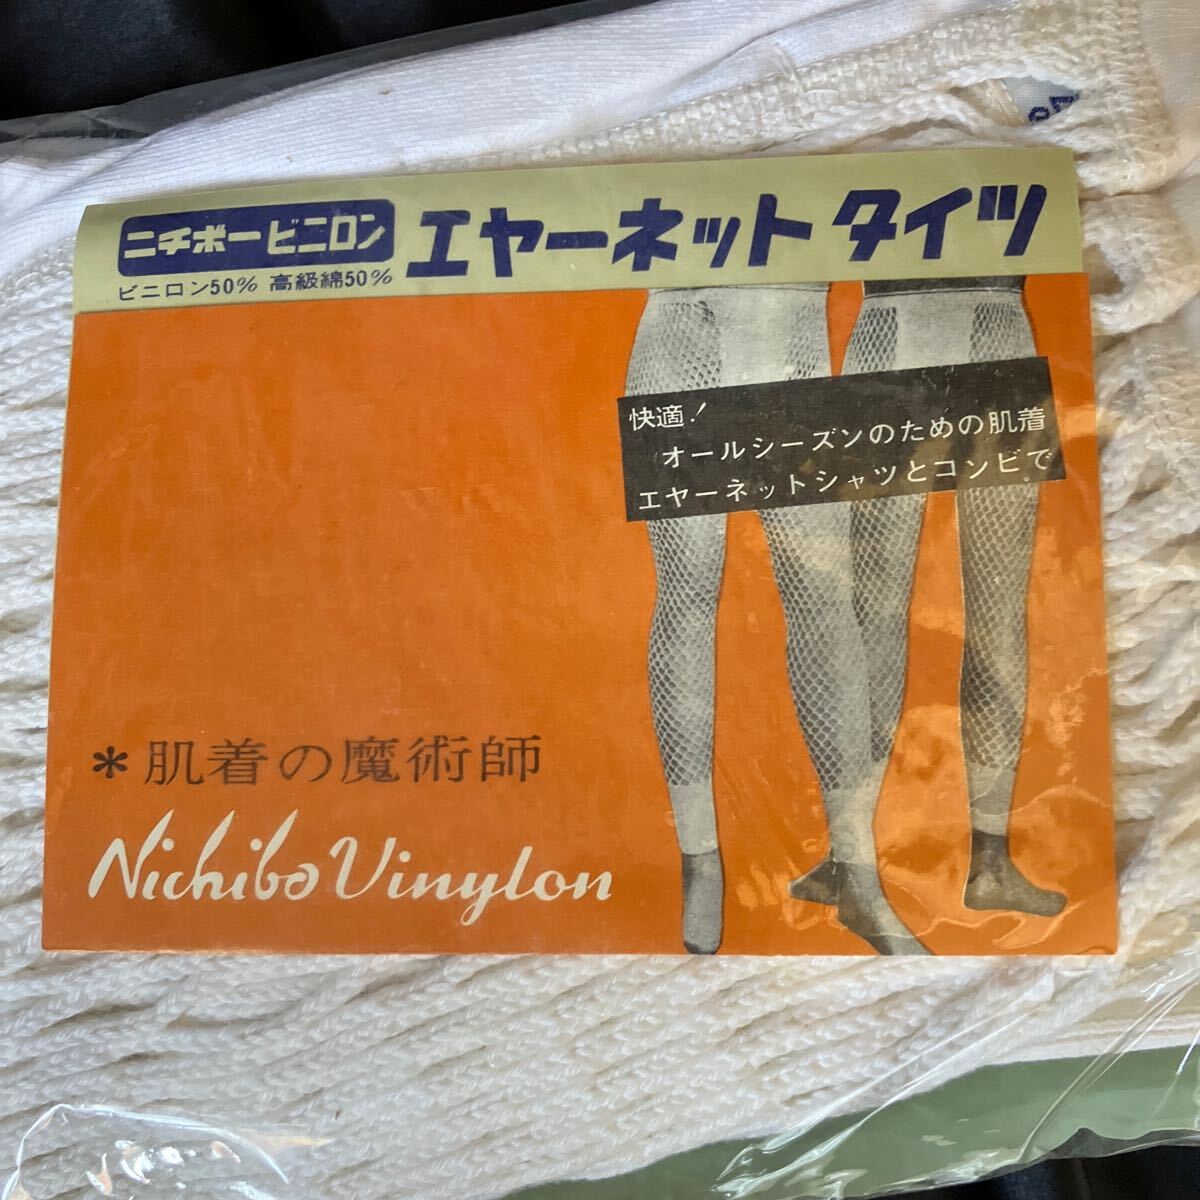 ニチボービニロン エヤーネットタイツ
ビニロン50% 高級綿50%
快適!
オールシーズンのための肌着
エヤーネットシャツとコンビで
*肌着の魔術師
Nichibo Vinylon